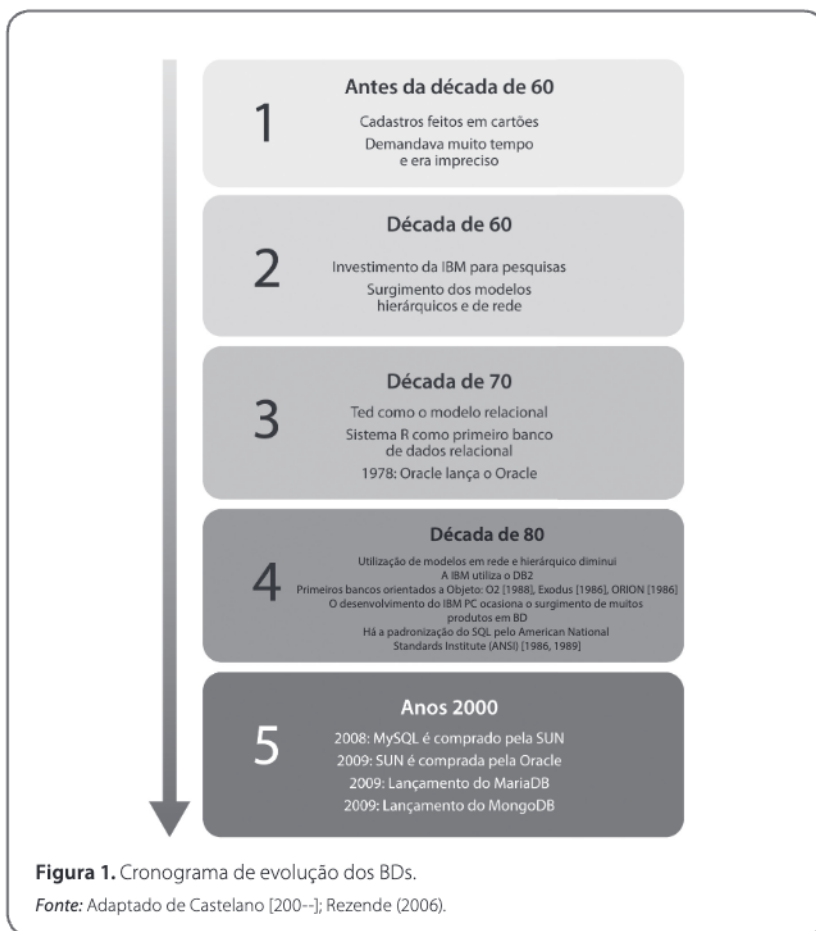 1
Antes da década de 60
Cadastros feitos em cartões
Demandava muito tempo
e era impreciso
2
Década de 60
Investimento da IBM para pesquisas
Surgimento dos modelos
hierárquicos e de rede
3
Década de 70
Ted como o modelo relacional
Sistema R como primeiro banco
de dados relacional
1978: Oracle lança o Oracle
4
Década de 80
Utilização de modelos em rede e hierárquico diminui
A IBM utiliza o DB2
Primeiros bancos orientados a Objeto: O2 [1988], Exodus [1986], ORION [1986]
O desenvolvimento do IBM PC ocasiona o surgimento de muitos
produtos em BD
Há a padronização do SQL pelo American National
Standards Institute (ANSI) [1986, 1989]
5
Anos 2000
2008: MySQL é comprado pela SUN
2009: SUN é comprada pela Oracle
2009: Lançamento do MariaDB
2009: Lançamento do MongoDB
Figura 1. Cronograma de evolução dos BDs.
Fonte: Adaptado de Castelano [200--]; Rezende (2006).